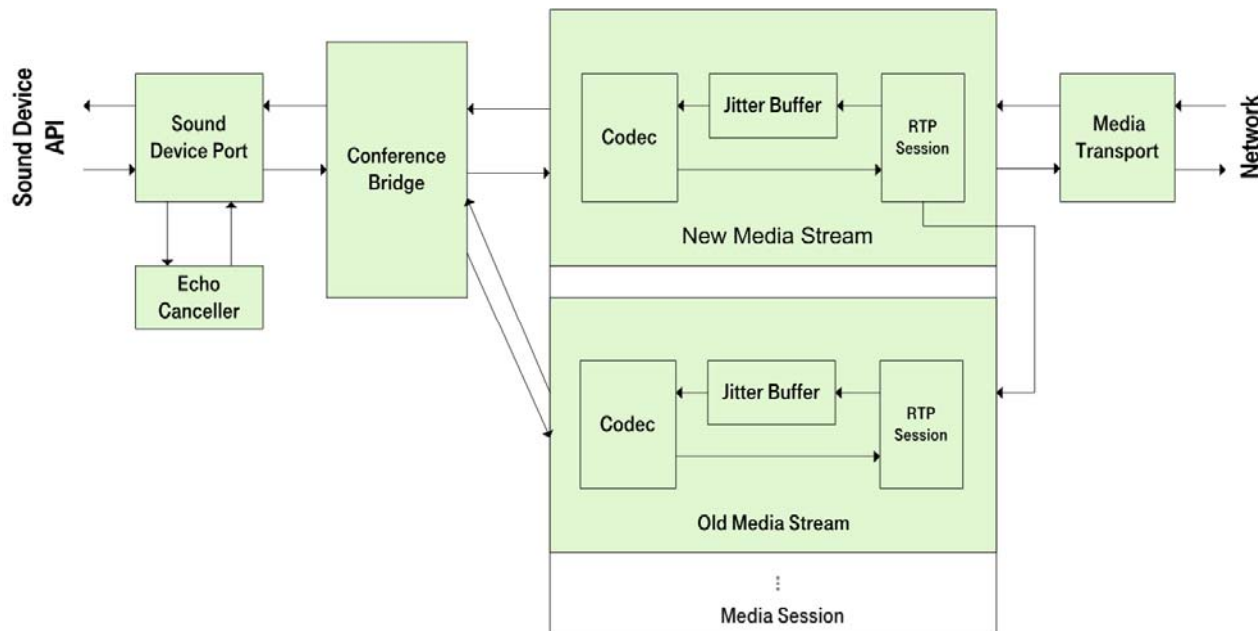 Sound Device
API
Sound
Device Port
Echo
Canceller
Conference
Bridge
Codec
Jitter Buffer
RTP
Session
New Media Stream
Codec
Jitter Buffer
RTP
Session
Old Media Stream
...
Media Session
Media
Transport
Network